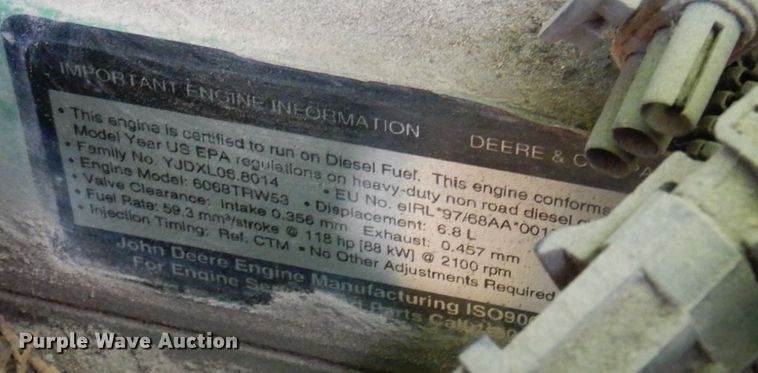 IMPORTANT ENGINE INFORMATION DEERE &
• This engine is certified to run on Diesel Fuel. This engine conforms
Model Year US EPA regulations on heavy-duty non road diesel
• Family No. YJDXL06.8014 • EU No. eIRL*97/68AA*001
• Engine Model: 6068TRW53 • Displacement: 6.8 L
• Valve Clearance: Intake 0.356 mm Exhaust: 0.457 mm
• Fuel Rate: 59.3 mm³/stroke @ 118 hp [88 kW] @ 2100 rpm
• Injection Timing: Ref. CTM • No Other Adjustments Required
John Deere Engine Manufacturing ISO900
For Engine Parts Call
Purple Wave Auction